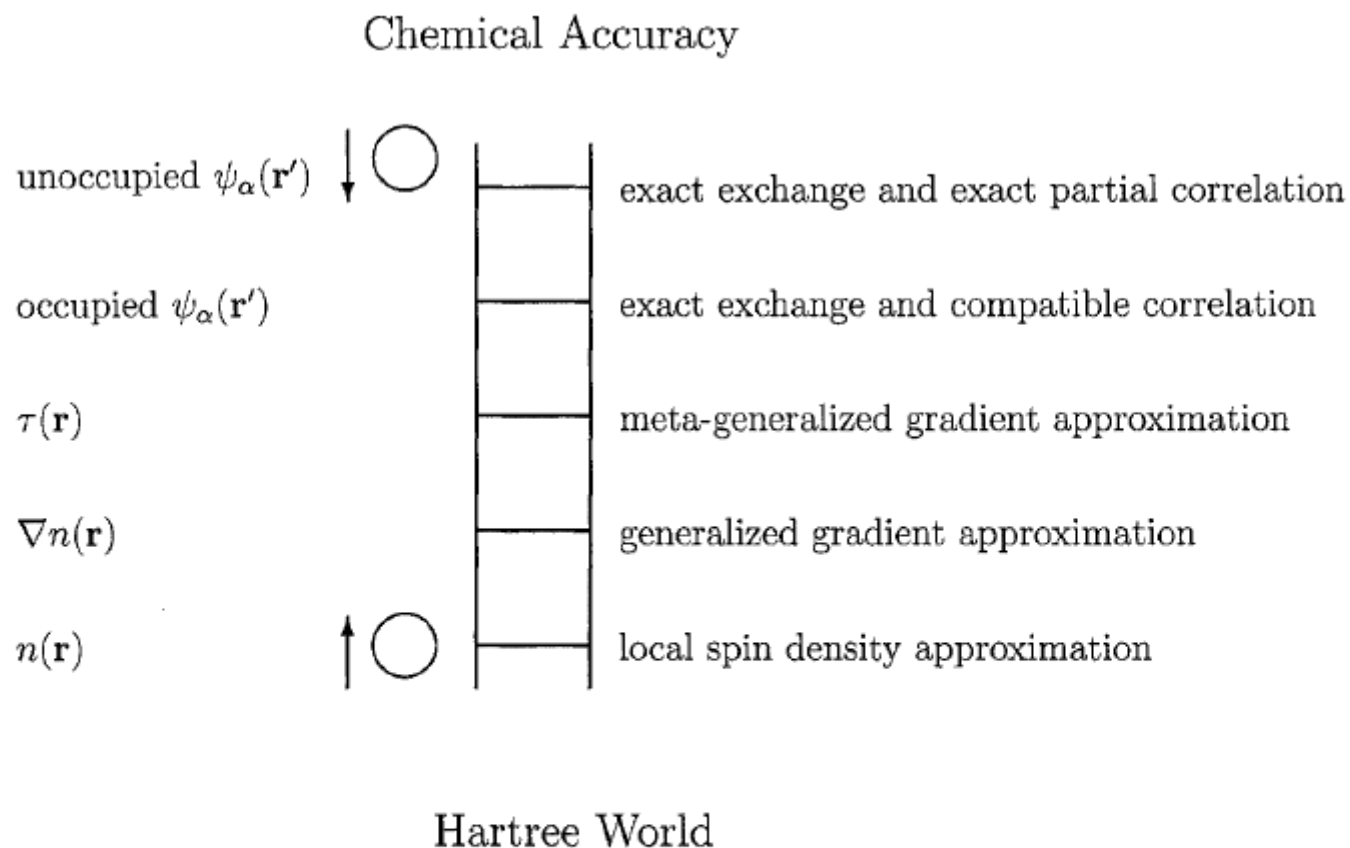 Chemical Accuracy
unoccupied ψα(r′) exact exchange and exact partial correlation
occupied ψα(r′) exact exchange and compatible correlation
τ(r) meta-generalized gradient approximation
∇n(r) generalized gradient approximation
n(r) local spin density approximation
Hartree World